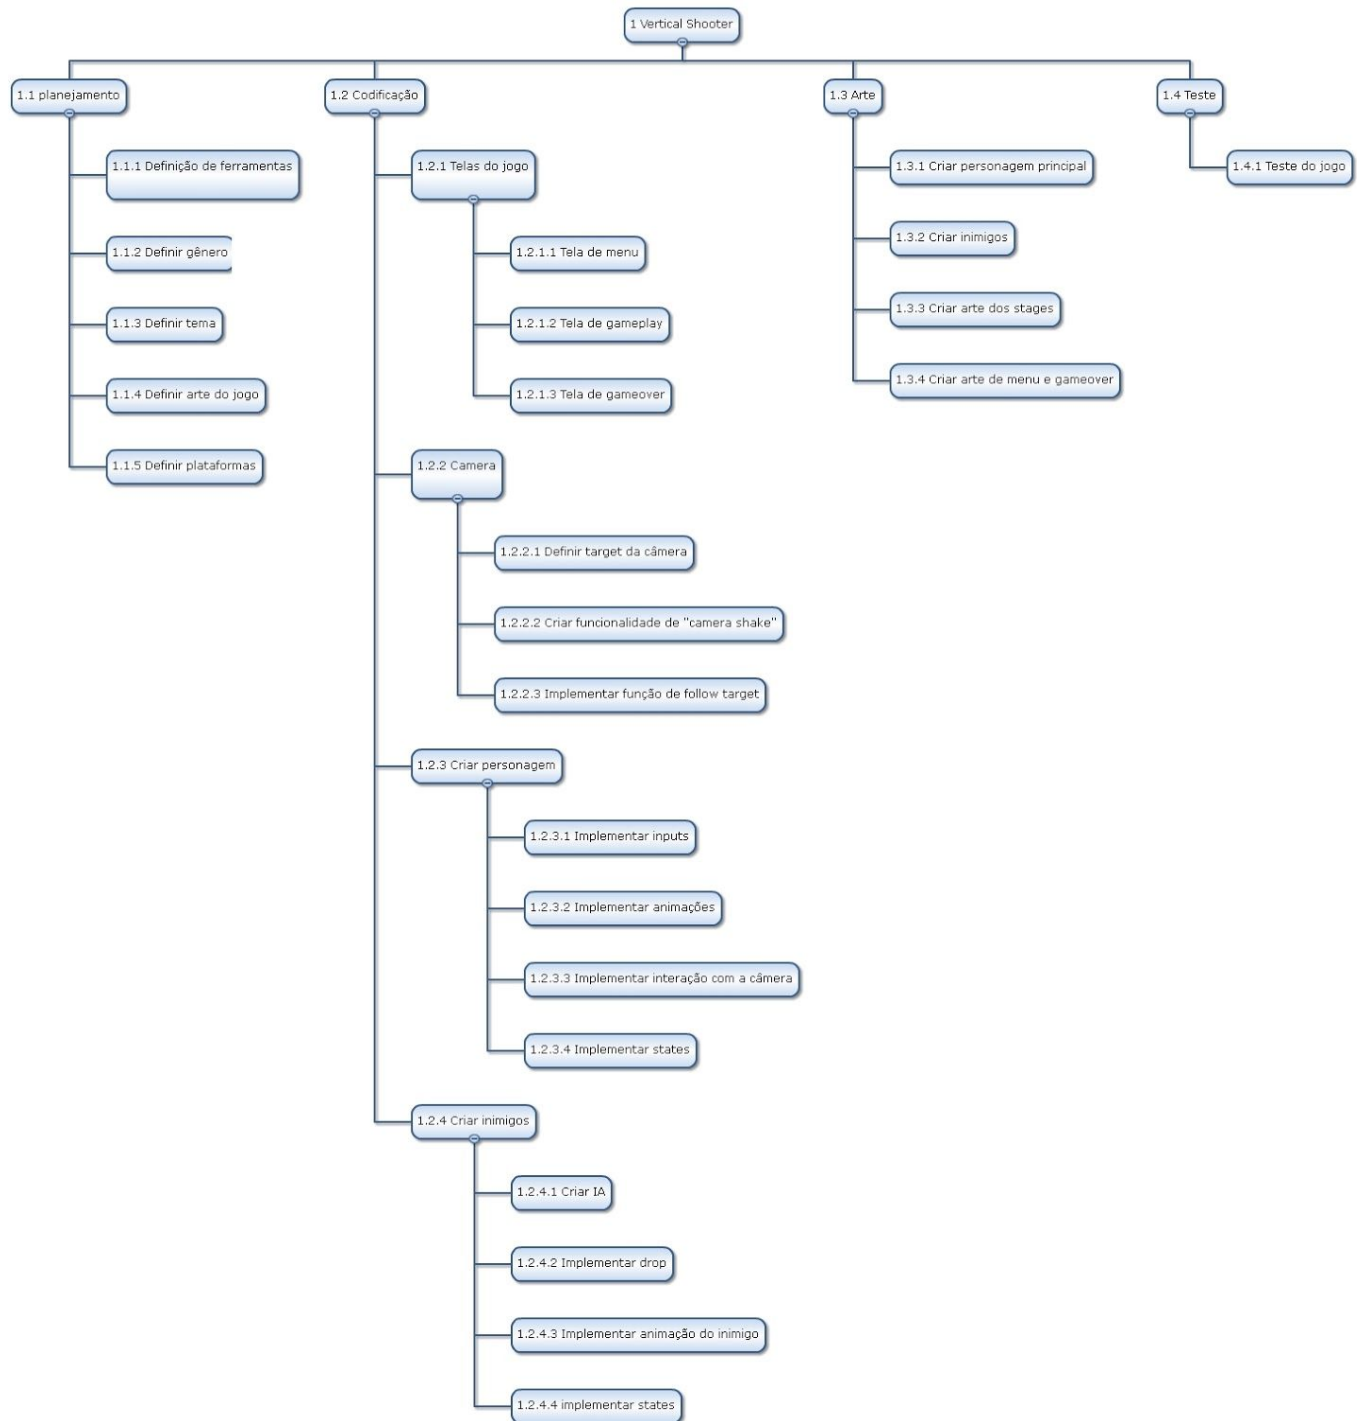 1 Vertical Shooter
1.1 planejamento
1.1.1 Definição de ferramentas
1.1.2 Definir gênero
1.1.3 Definir tema
1.1.4 Definir arte do jogo
1.1.5 Definir plataformas
1.2 Codificação
1.2.1 Telas do jogo
1.2.1.1 Tela de menu
1.2.1.2 Tela de gameplay
1.2.1.3 Tela de gameover
1.2.2 Camera
1.2.2.1 Definir target da câmera
1.2.2.2 Criar funcionalidade de "camera shake"
1.2.2.3 Implementar função de follow target
1.2.3 Criar personagem
1.2.3.1 Implementar inputs
1.2.3.2 Implementar animações
1.2.3.3 Implementar interação com a câmera
1.2.3.4 Implementar states
1.2.4 Criar inimigos
1.2.4.1 Criar IA
1.2.4.2 Implementar drop
1.2.4.3 Implementar animação do inimigo
1.2.4.4 implementar states
1.3 Arte
1.3.1 Criar personagem principal
1.3.2 Criar inimigos
1.3.3 Criar arte dos stages
1.3.4 Criar arte de menu e gameover
1.4 Teste
1.4.1 Teste do jogo